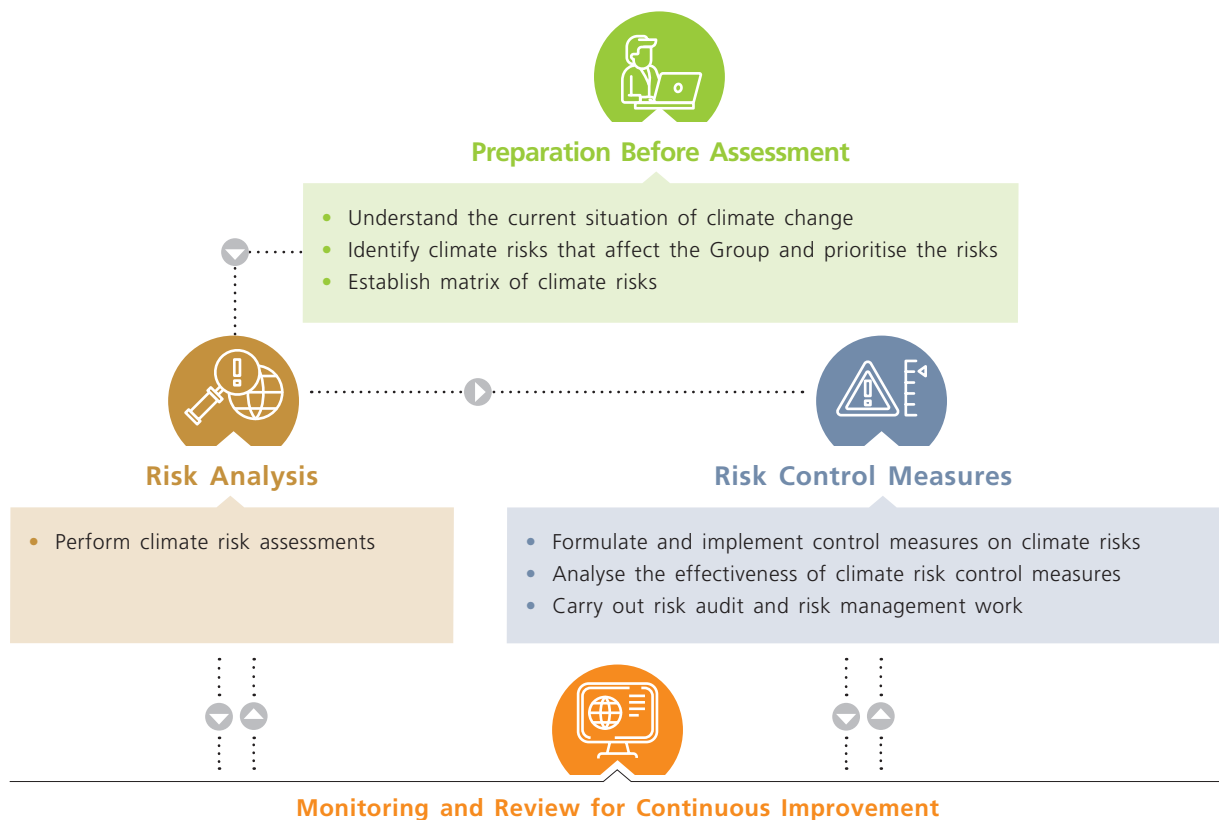 Preparation Before Assessment
• Understand the current situation of climate change
• Identify climate risks that affect the Group and prioritise the risks
• Establish matrix of climate risks
Risk Analysis
• Perform climate risk assessments
Risk Control Measures
• Formulate and implement control measures on climate risks
• Analyse the effectiveness of climate risk control measures
• Carry out risk audit and risk management work
Monitoring and Review for Continuous Improvement